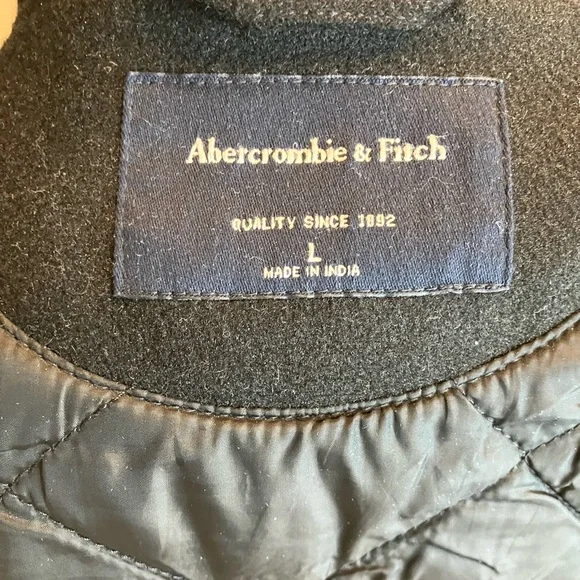 Abercrombie & Fitch
QUALITY SINCE 1892
L
MADE IN INDIA